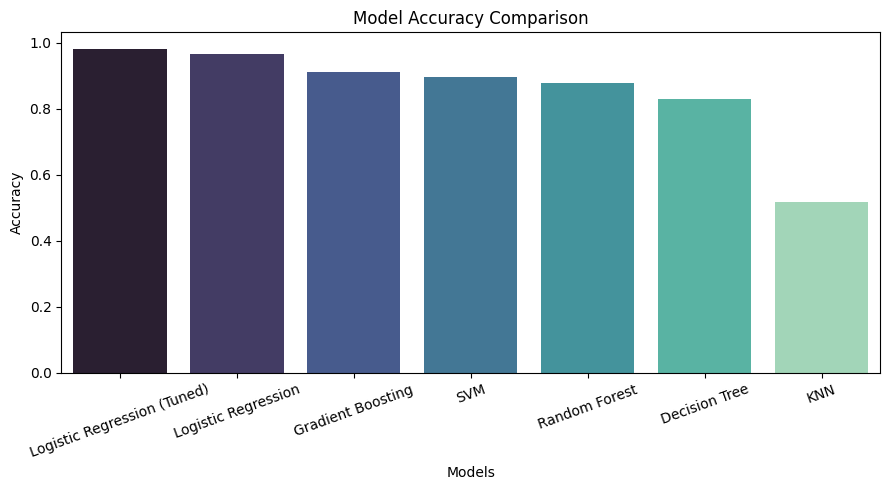 Model Accuracy Comparison
Accuracy
1.0
0.8
0.6
0.4
0.2
0.0
Logistic Regression (Tuned)
Logistic Regression
Gradient Boosting
SVM
Random Forest
Decision Tree
KNN
Models